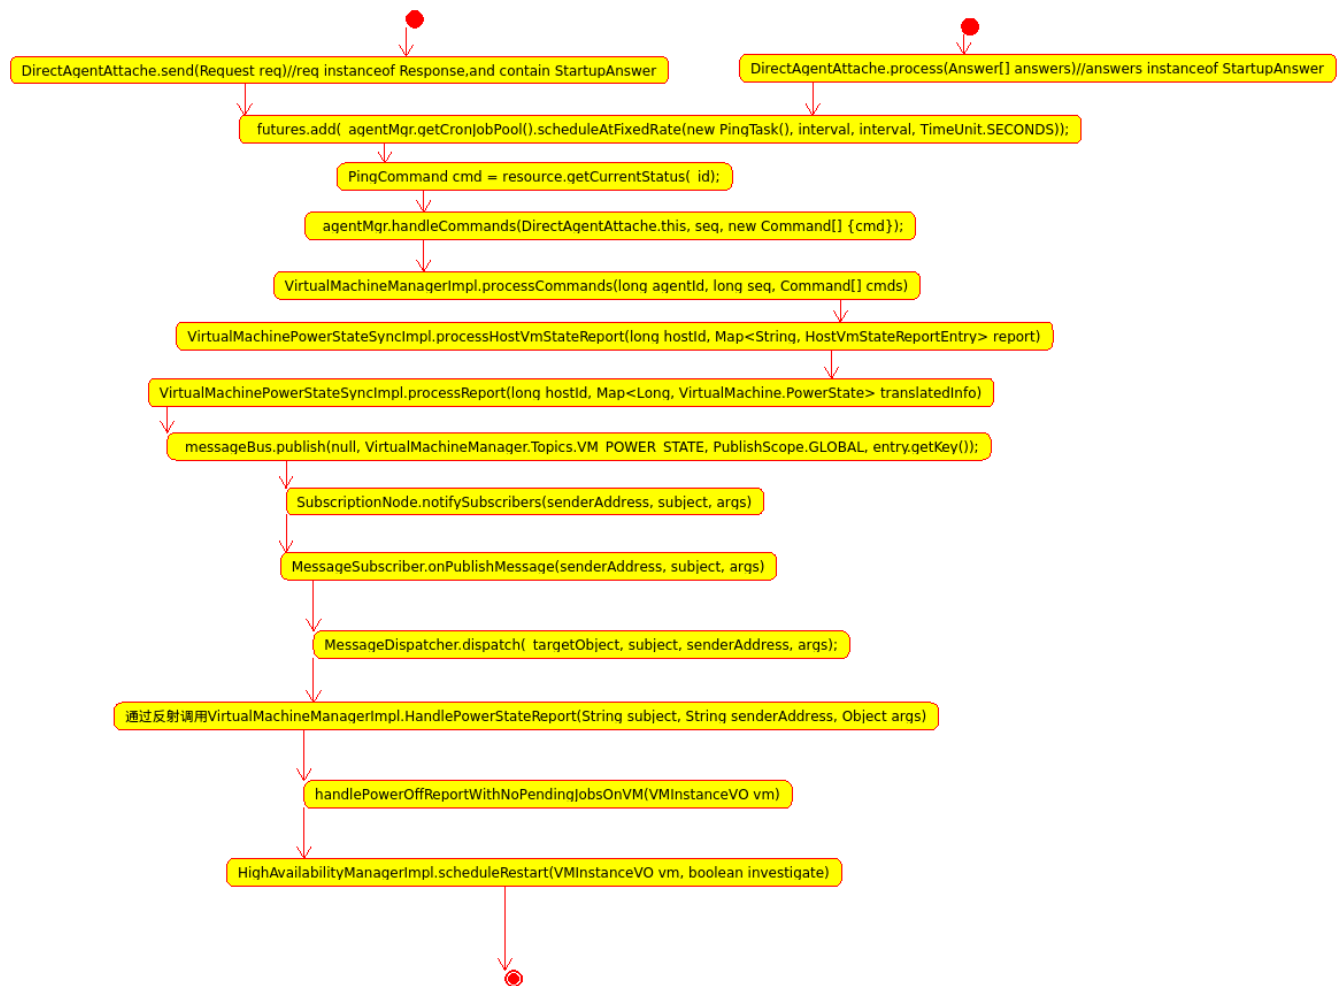 DirectAgentAttache.send(Request req)//req instanceof Response,and contain StartupAnswer
DirectAgentAttache.process(Answer[] answers)//answers instanceof StartupAnswer
futures.add(_agentMgr.getCronJobPool().scheduleAtFixedRate(new PingTask(), interval, interval, TimeUnit.SECONDS));
PingCommand cmd = resource.getCurrentStatus(_id);
_agentMgr.handleCommands(DirectAgentAttache.this, seq, new Command[] {cmd});
VirtualMachineManagerImpl.processCommands(long agentId, long seq, Command[] cmds)
VirtualMachinePowerStateSyncImpl.processHostVmStateReport(long hostId, Map<String, HostVmStateReportEntry> report)
VirtualMachinePowerStateSyncImpl.processReport(long hostId, Map<Long, VirtualMachine.PowerState> translatedInfo)
_messageBus.publish(null, VirtualMachineManager.Topics.VM_POWER_STATE, PublishScope.GLOBAL, entry.getKey());
SubscriptionNode.notifySubscribers(senderAddress, subject, args)
MessageSubscriber.onPublishMessage(senderAddress, subject, args)
MessageDispatcher.dispatch(_targetObject, subject, senderAddress, args);
通过反射调用VirtualMachineManagerImpl.HandlePowerStateReport(String subject, String senderAddress, Object args)
handlePowerOffReportWithNoPendingJobsOnVM(VMInstanceVO vm)
HighAvailabilityManagerImpl.scheduleRestart(VMInstanceVO vm, boolean investigate)